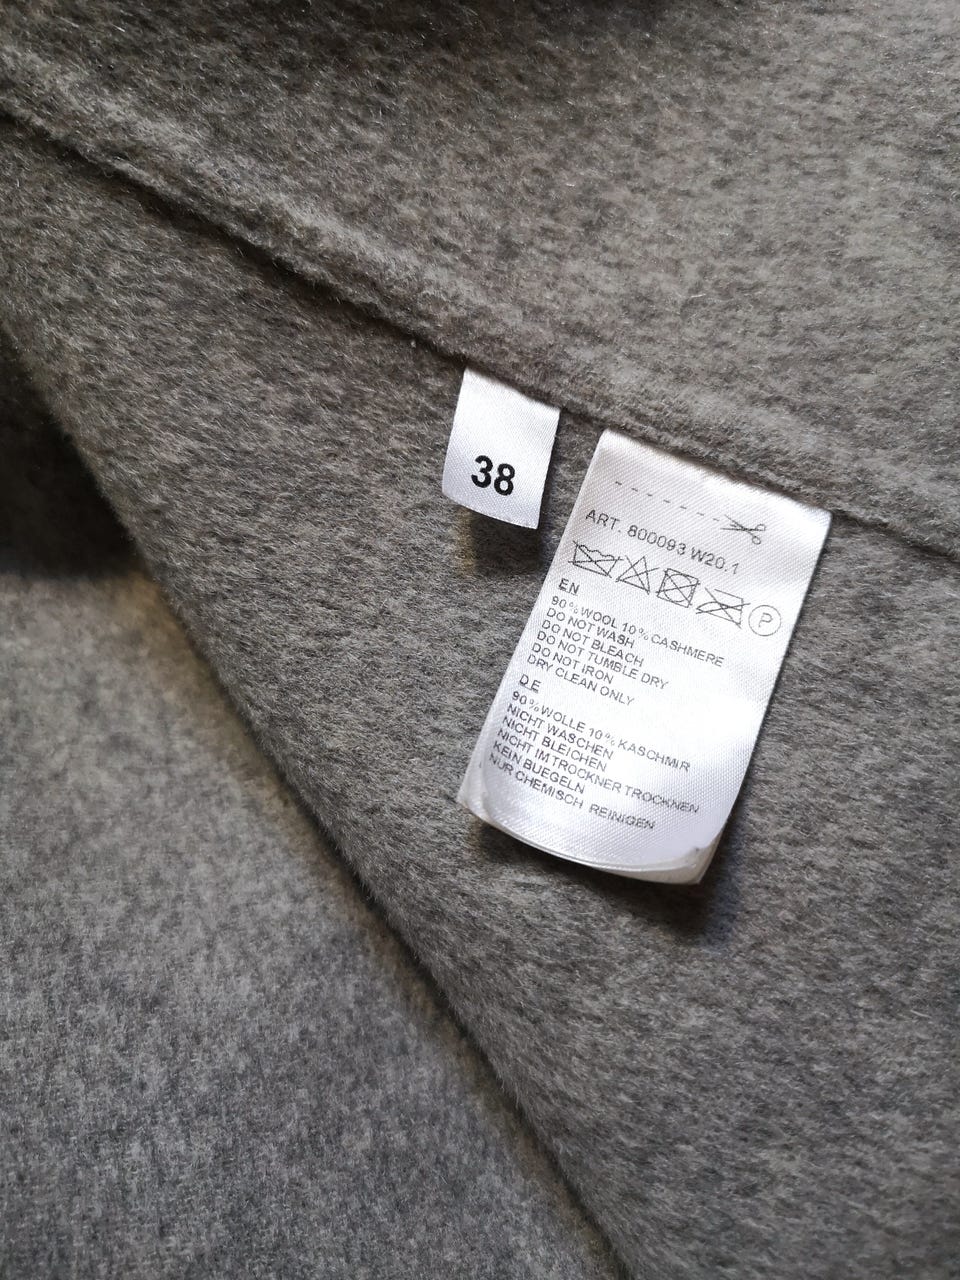 38
ART. 800093 W20.1
P
EN
90% WOOL 10% CASHMERE
DO NOT WASH
DO NOT BLEACH
DO NOT TUMBLE DRY
DO NOT IRON
DRY CLEAN ONLY
DE
90% WOLLE 10% KASCHMIR
NICHT WASCHEN
NICHT BLEICHEN
NICHT IM TROCKNER TROCKNEN
KEIN BUEGELN
NUR CHEMISCH REINIGEN